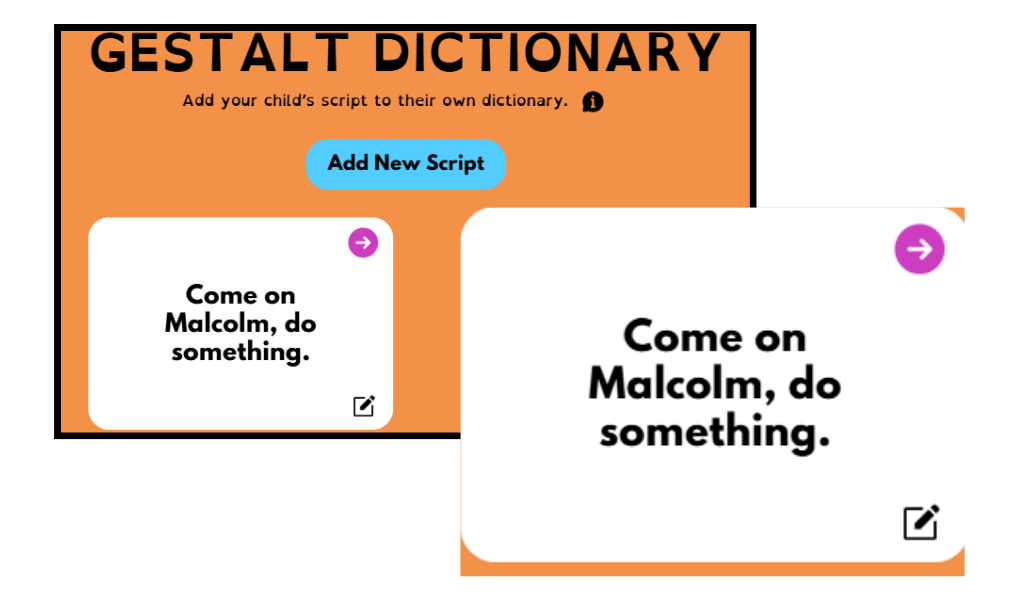 GESTALT DICTIONARY
Add your child's script to their own dictionary.
Add New Script
Come on
Malcolm, do
something.
Come on
Malcolm, do
something.